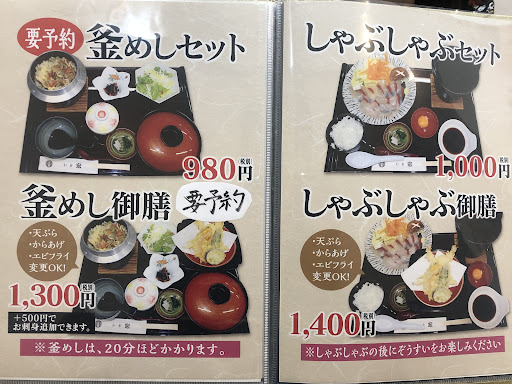 要予約
釜めしセット
980円
税別
釜めし御膳
要予約
・天ぷら
・からあげ
・エビフライ
変更OK!
1,300円
税別
+500円で
お刺身追加できます。
※釜めしは、20分ほどかかります。
しゃぶしゃぶセット
1,000円
税別
しゃぶしゃぶ御膳
・天ぷら
・からあげ
・エビフライ
変更OK!
1,400円
税別
※しゃぶしゃぶの後にぞうすいをお楽しみください